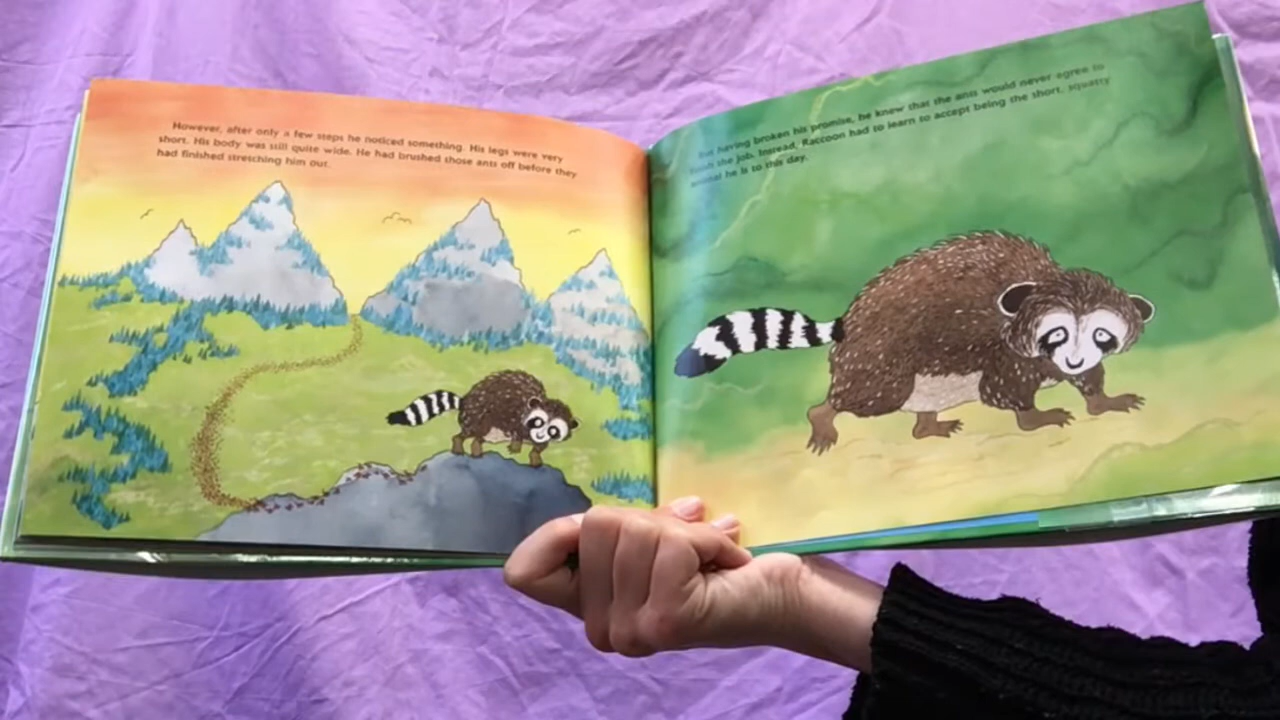 However, after only a few steps he noticed something. His legs were very
short. His body was still quite wide. He had brushed those ants off before they
had finished stretching him out.
But having broken his promise, he knew that the ants would never agree to
finish the job. Instead, Raccoon had to learn to accept being the short, squatty
animal he is to this day.